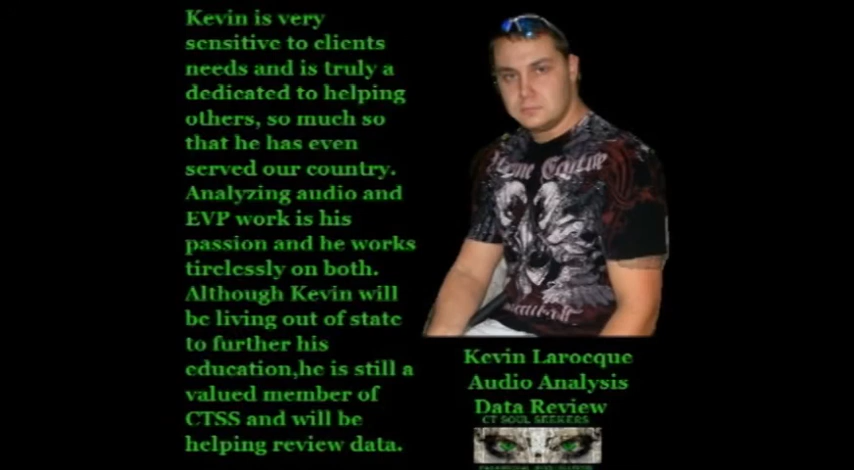 Kevin is very
sensitive to clients
needs and is truly a
dedicated to helping
others, so much so
that he has even
served our country.
Analyzing audio and
EVP work is his
passion and he works
tirelessly on both.
Although Kevin will
be living out of state
to further his
education,he is still a
valued member of
CTSS and will be
helping review data.
Kevin Larocque
Audio Analysis
Data Review
CT SOUL SEEKERS